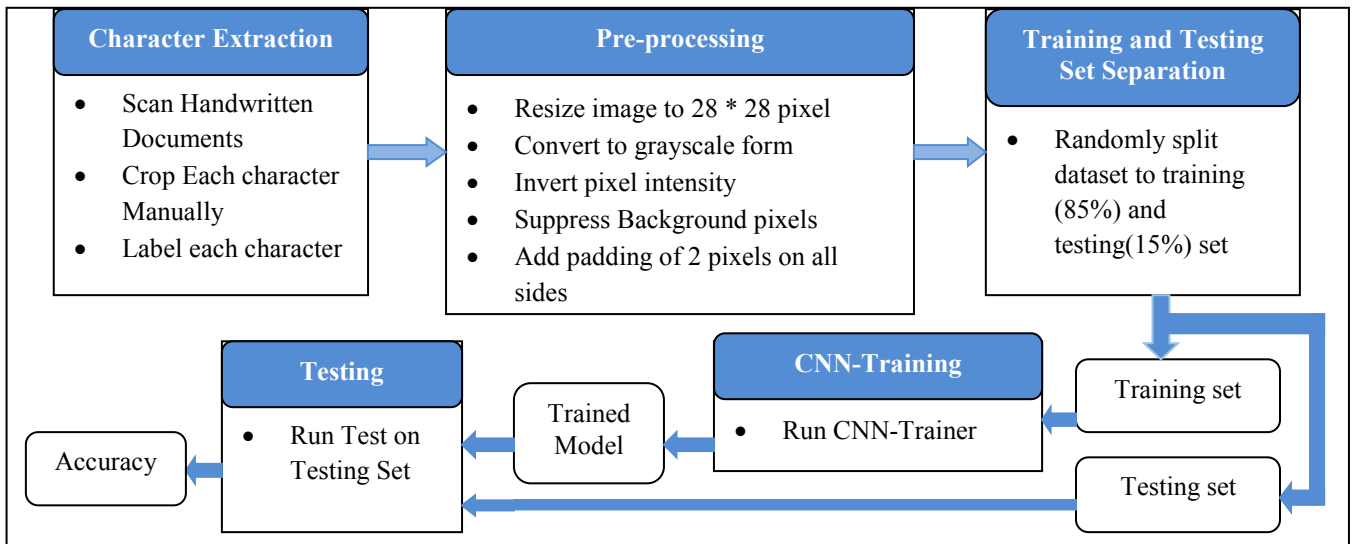 Character Extraction
• Scan Handwritten
Documents
• Crop Each character
Manually
• Label each character
Pre-processing
• Resize image to 28 * 28 pixel
• Convert to grayscale form
• Invert pixel intensity
• Suppress Background pixels
• Add padding of 2 pixels on all
sides
Training and Testing
Set Separation
• Randomly split
dataset to training
(85%) and
testing(15%) set
Training set
Testing set
CNN-Training
• Run CNN-Trainer
Trained
Model
Testing
• Run Test on
Testing Set
Accuracy